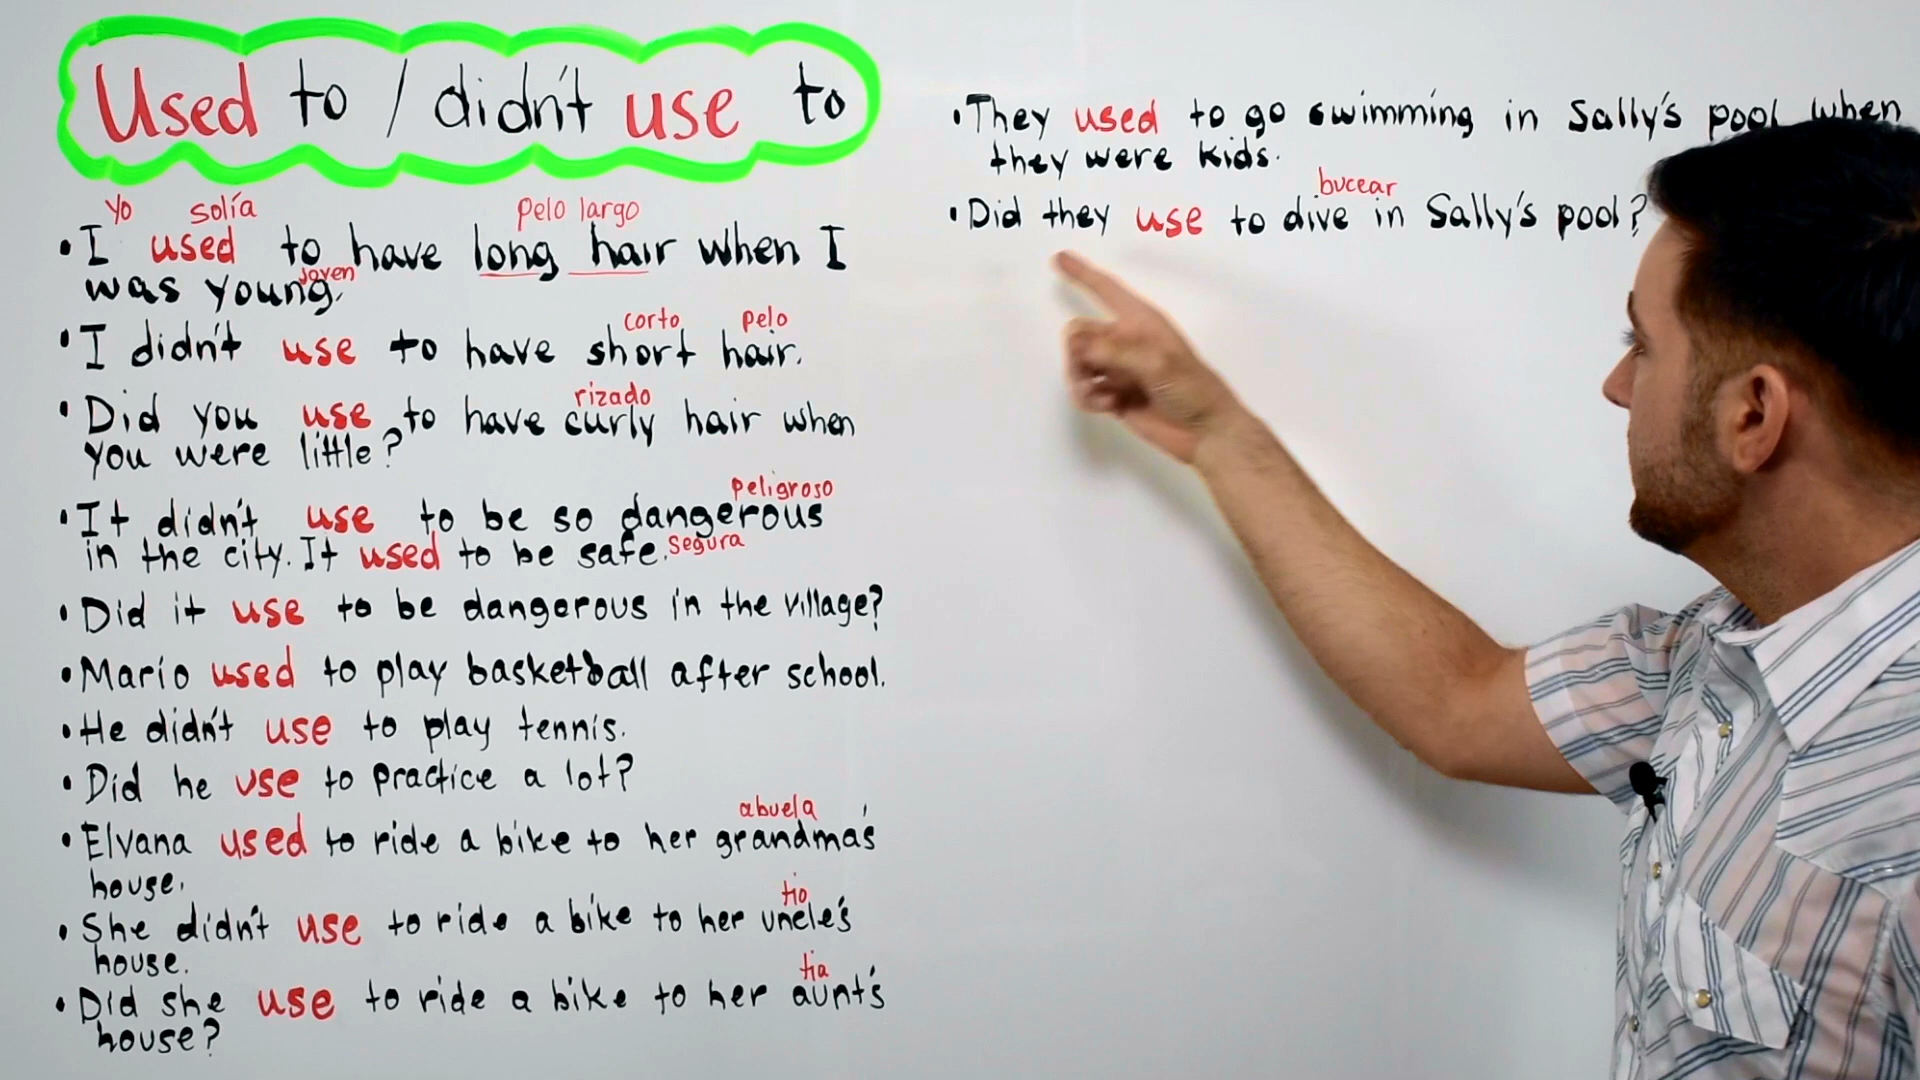 Used to / didn't use to
yo solía pelo largo
• I used to have long hair when I
joven
was young.
corto pelo
• I didn't use to have short hair.
rizado
• Did you use to have curly hair when
you were little?
peligroso
• It didn't use to be so dangerous
in the city. It used to be safe. segura
• Did it use to be dangerous in the village?
• Mario used to play basketball after school.
• He didn't use to play tennis.
• Did he use to practice a lot?
abuela
• Elvana used to ride a bike to her grandma's
house.
tio
• She didn't use to ride a bike to her uncle's
house.
tia
• Did she use to ride a bike to her aunt's
house?
• They used to go swimming in Sally's pool when
they were kids.
bucear
• Did they use to dive in Sally's pool?